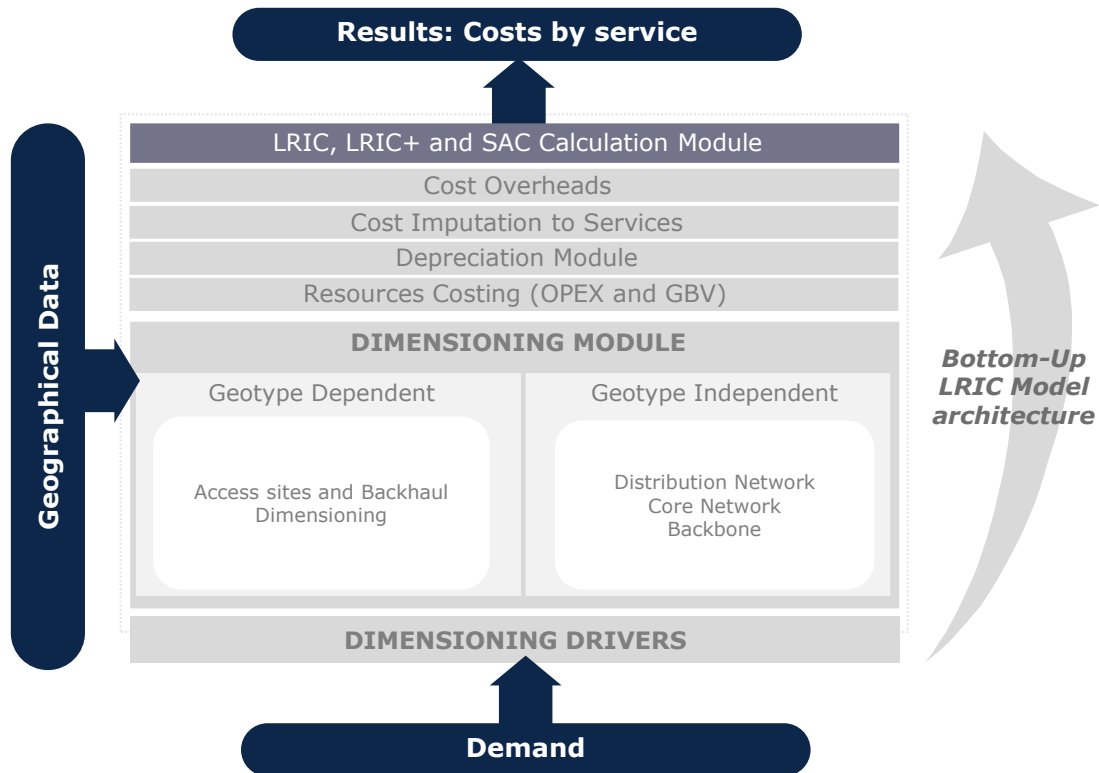 Results: Costs by service
LRIC, LRIC+ and SAC Calculation Module
Cost Overheads
Cost Imputation to Services
Depreciation Module
Resources Costing (OPEX and GBV)
DIMENSIONING MODULE
Geotype Dependent
Geotype Independent
Access sites and Backhaul
Dimensioning
Distribution Network
Core Network
Backbone
DIMENSIONING DRIVERS
Demand
Geographical Data
Bottom-Up
LRIC Model
architecture